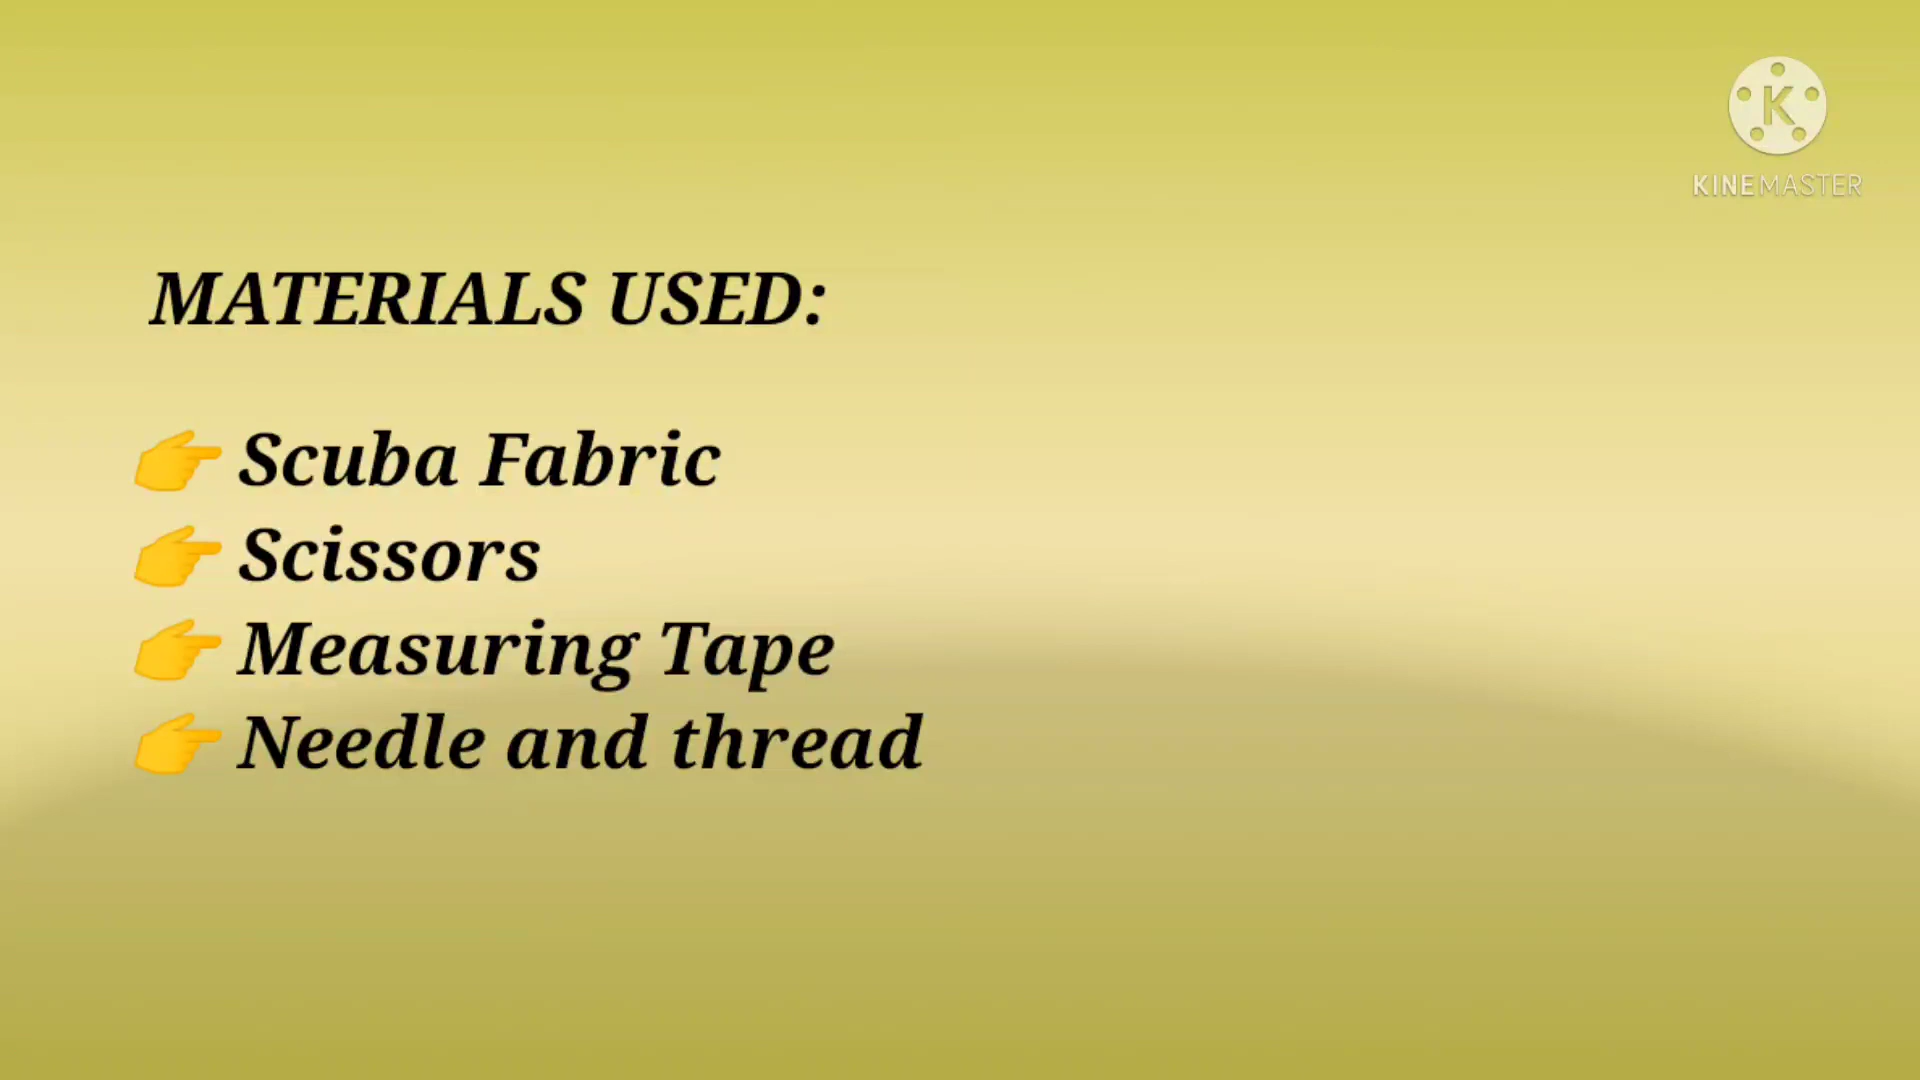 K
KINEMASTER
MATERIALS USED:
👉 Scuba Fabric
👉 Scissors
👉 Measuring Tape
👉 Needle and thread